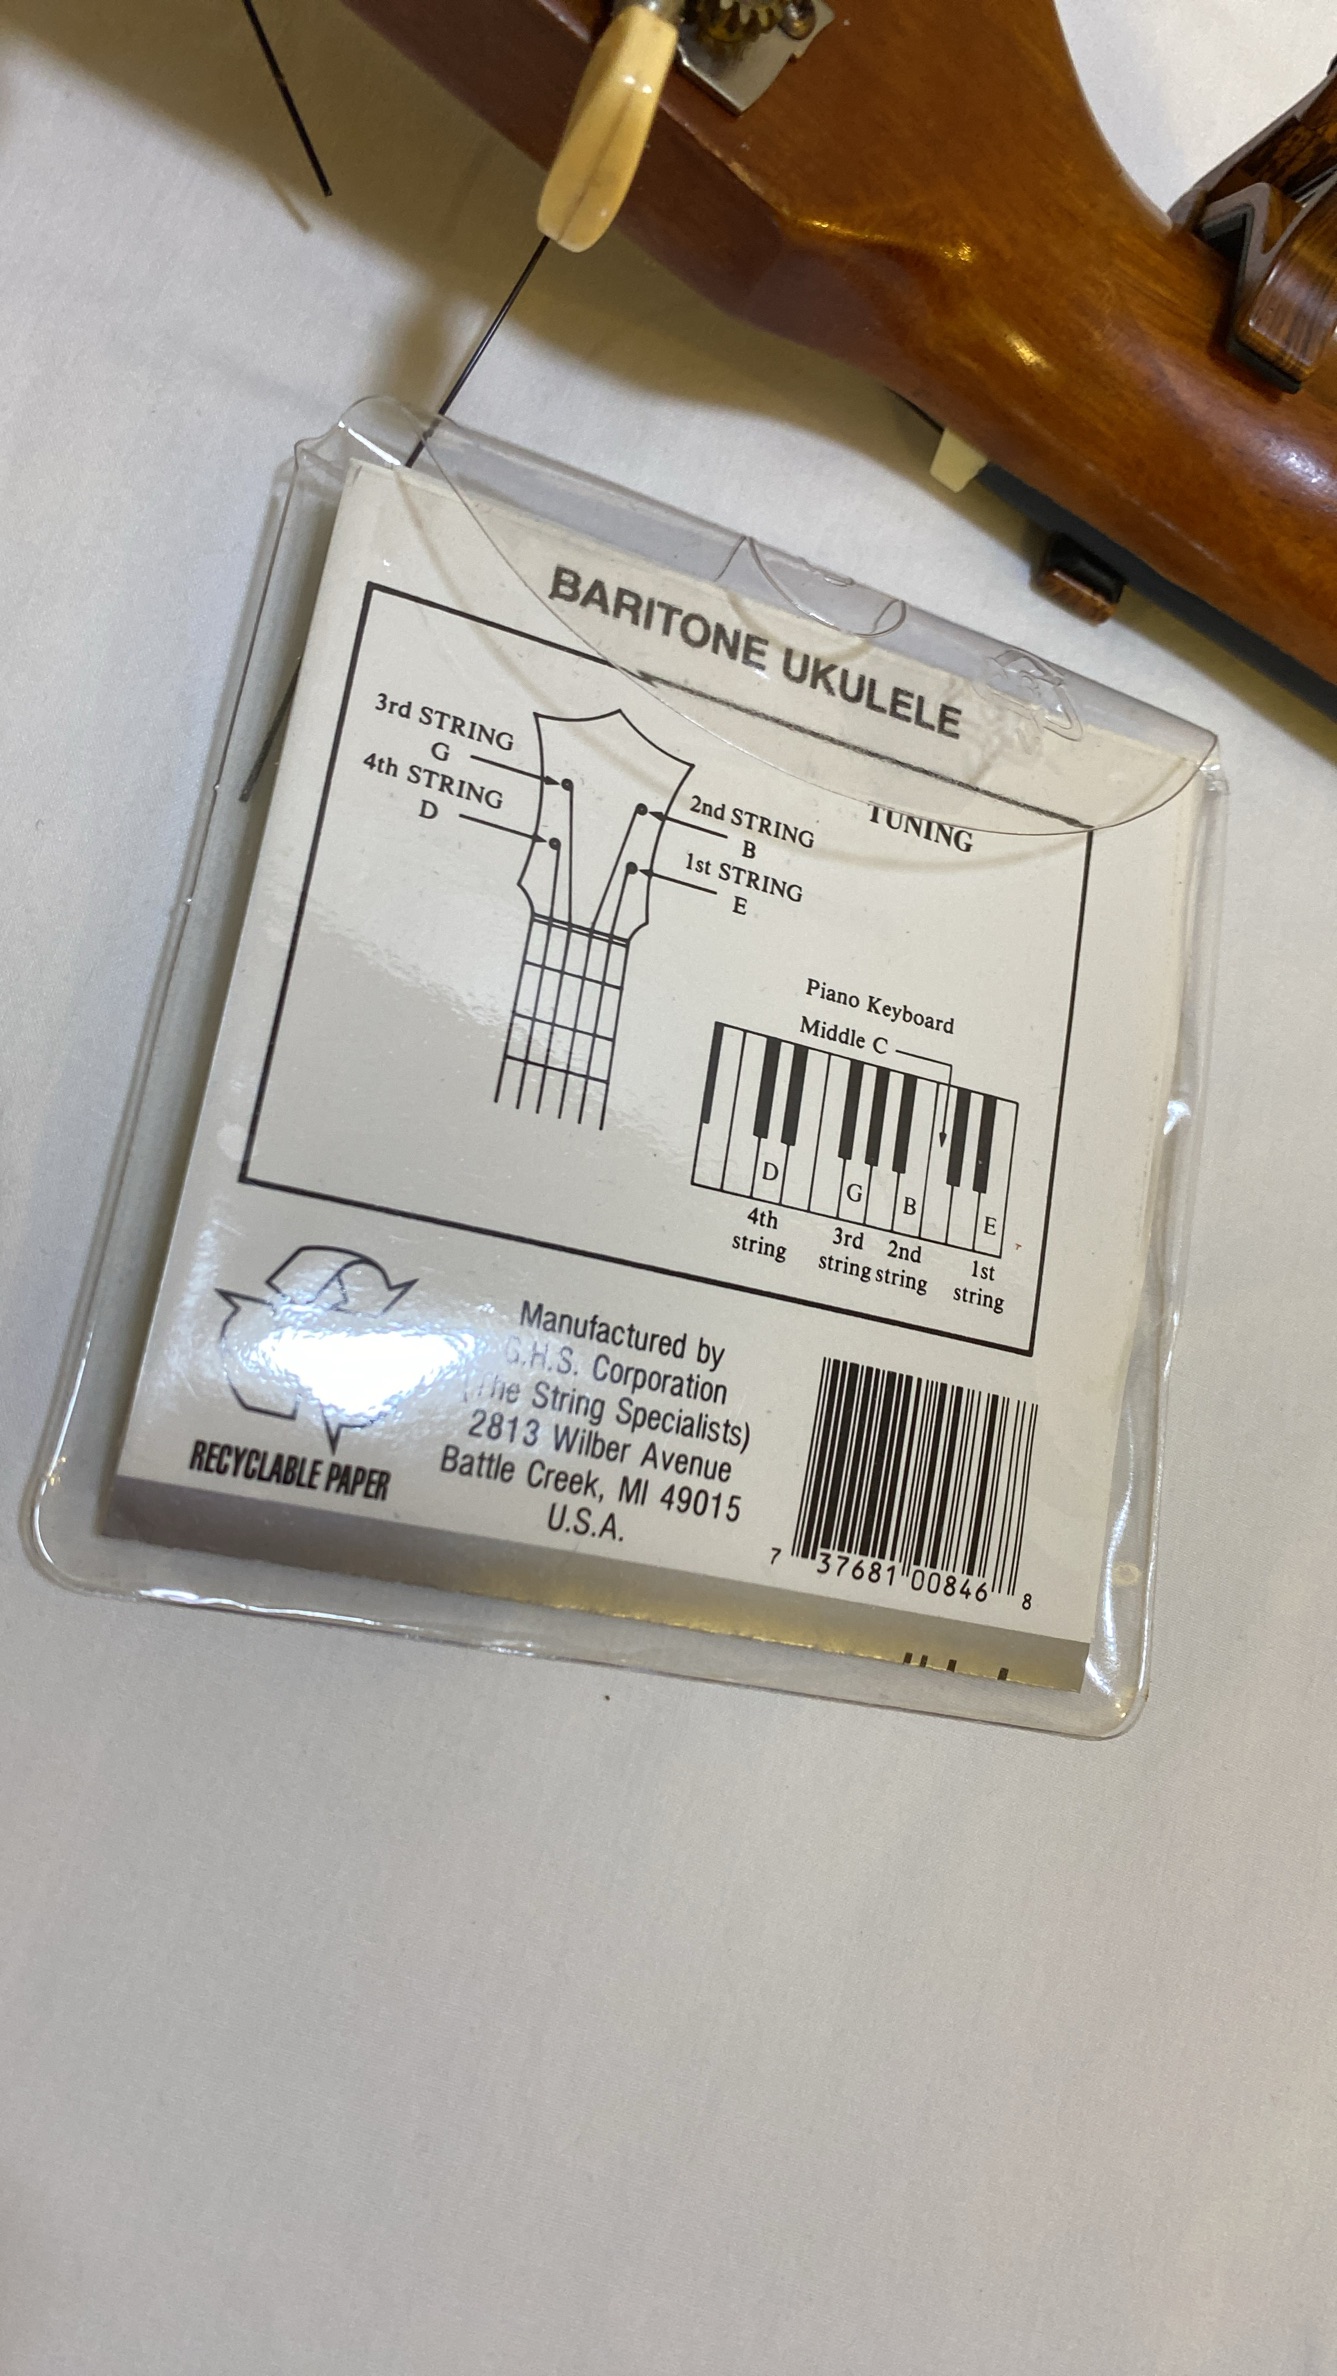 BARITONE UKULELE
TUNING
3rd STRING
G
4th STRING
D
2nd STRING
B
1st STRING
E
Piano Keyboard
Middle C
D
G
B
E
4th
string
3rd
string
2nd
string
1st
string
RECYCLABLE PAPER
Manufactured by
G.H.S. Corporation
(The String Specialists)
2813 Wilber Avenue
Battle Creek, MI 49015
U.S.A.
7 37681 00846 8